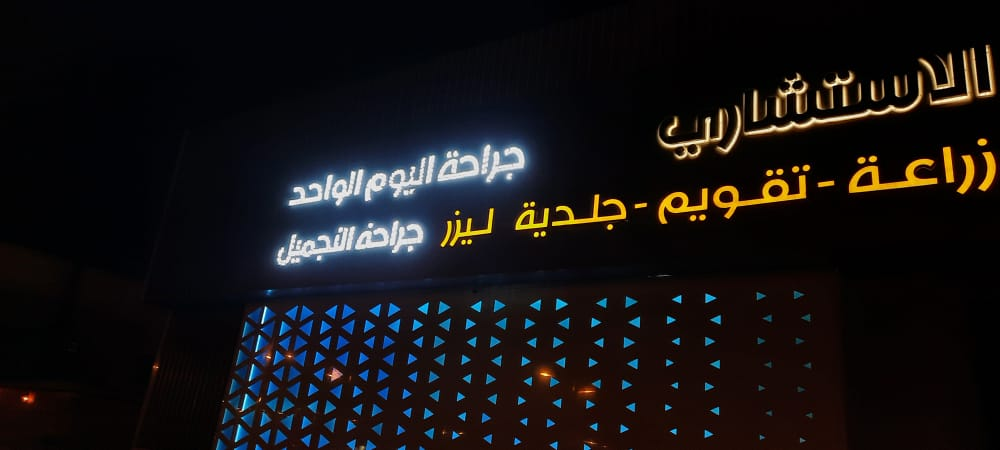 الاستشاري
زراعة - تقويم - جلدية ليزر
جراحة اليوم الواحد
جراحة التجميل